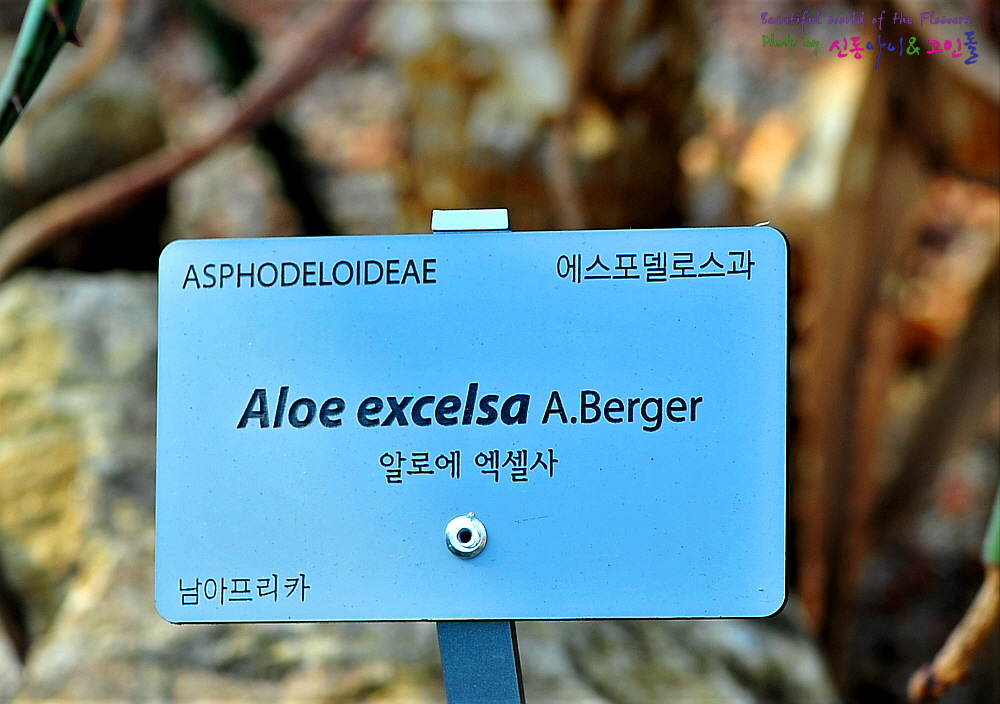 Beautiful world of the Flowers
Photo by 신동아이& 고인돌
ASPHODELOIDEAE 에스포델로스과
Aloe excelsa A.Berger
알로에 엑셀사
남아프리카